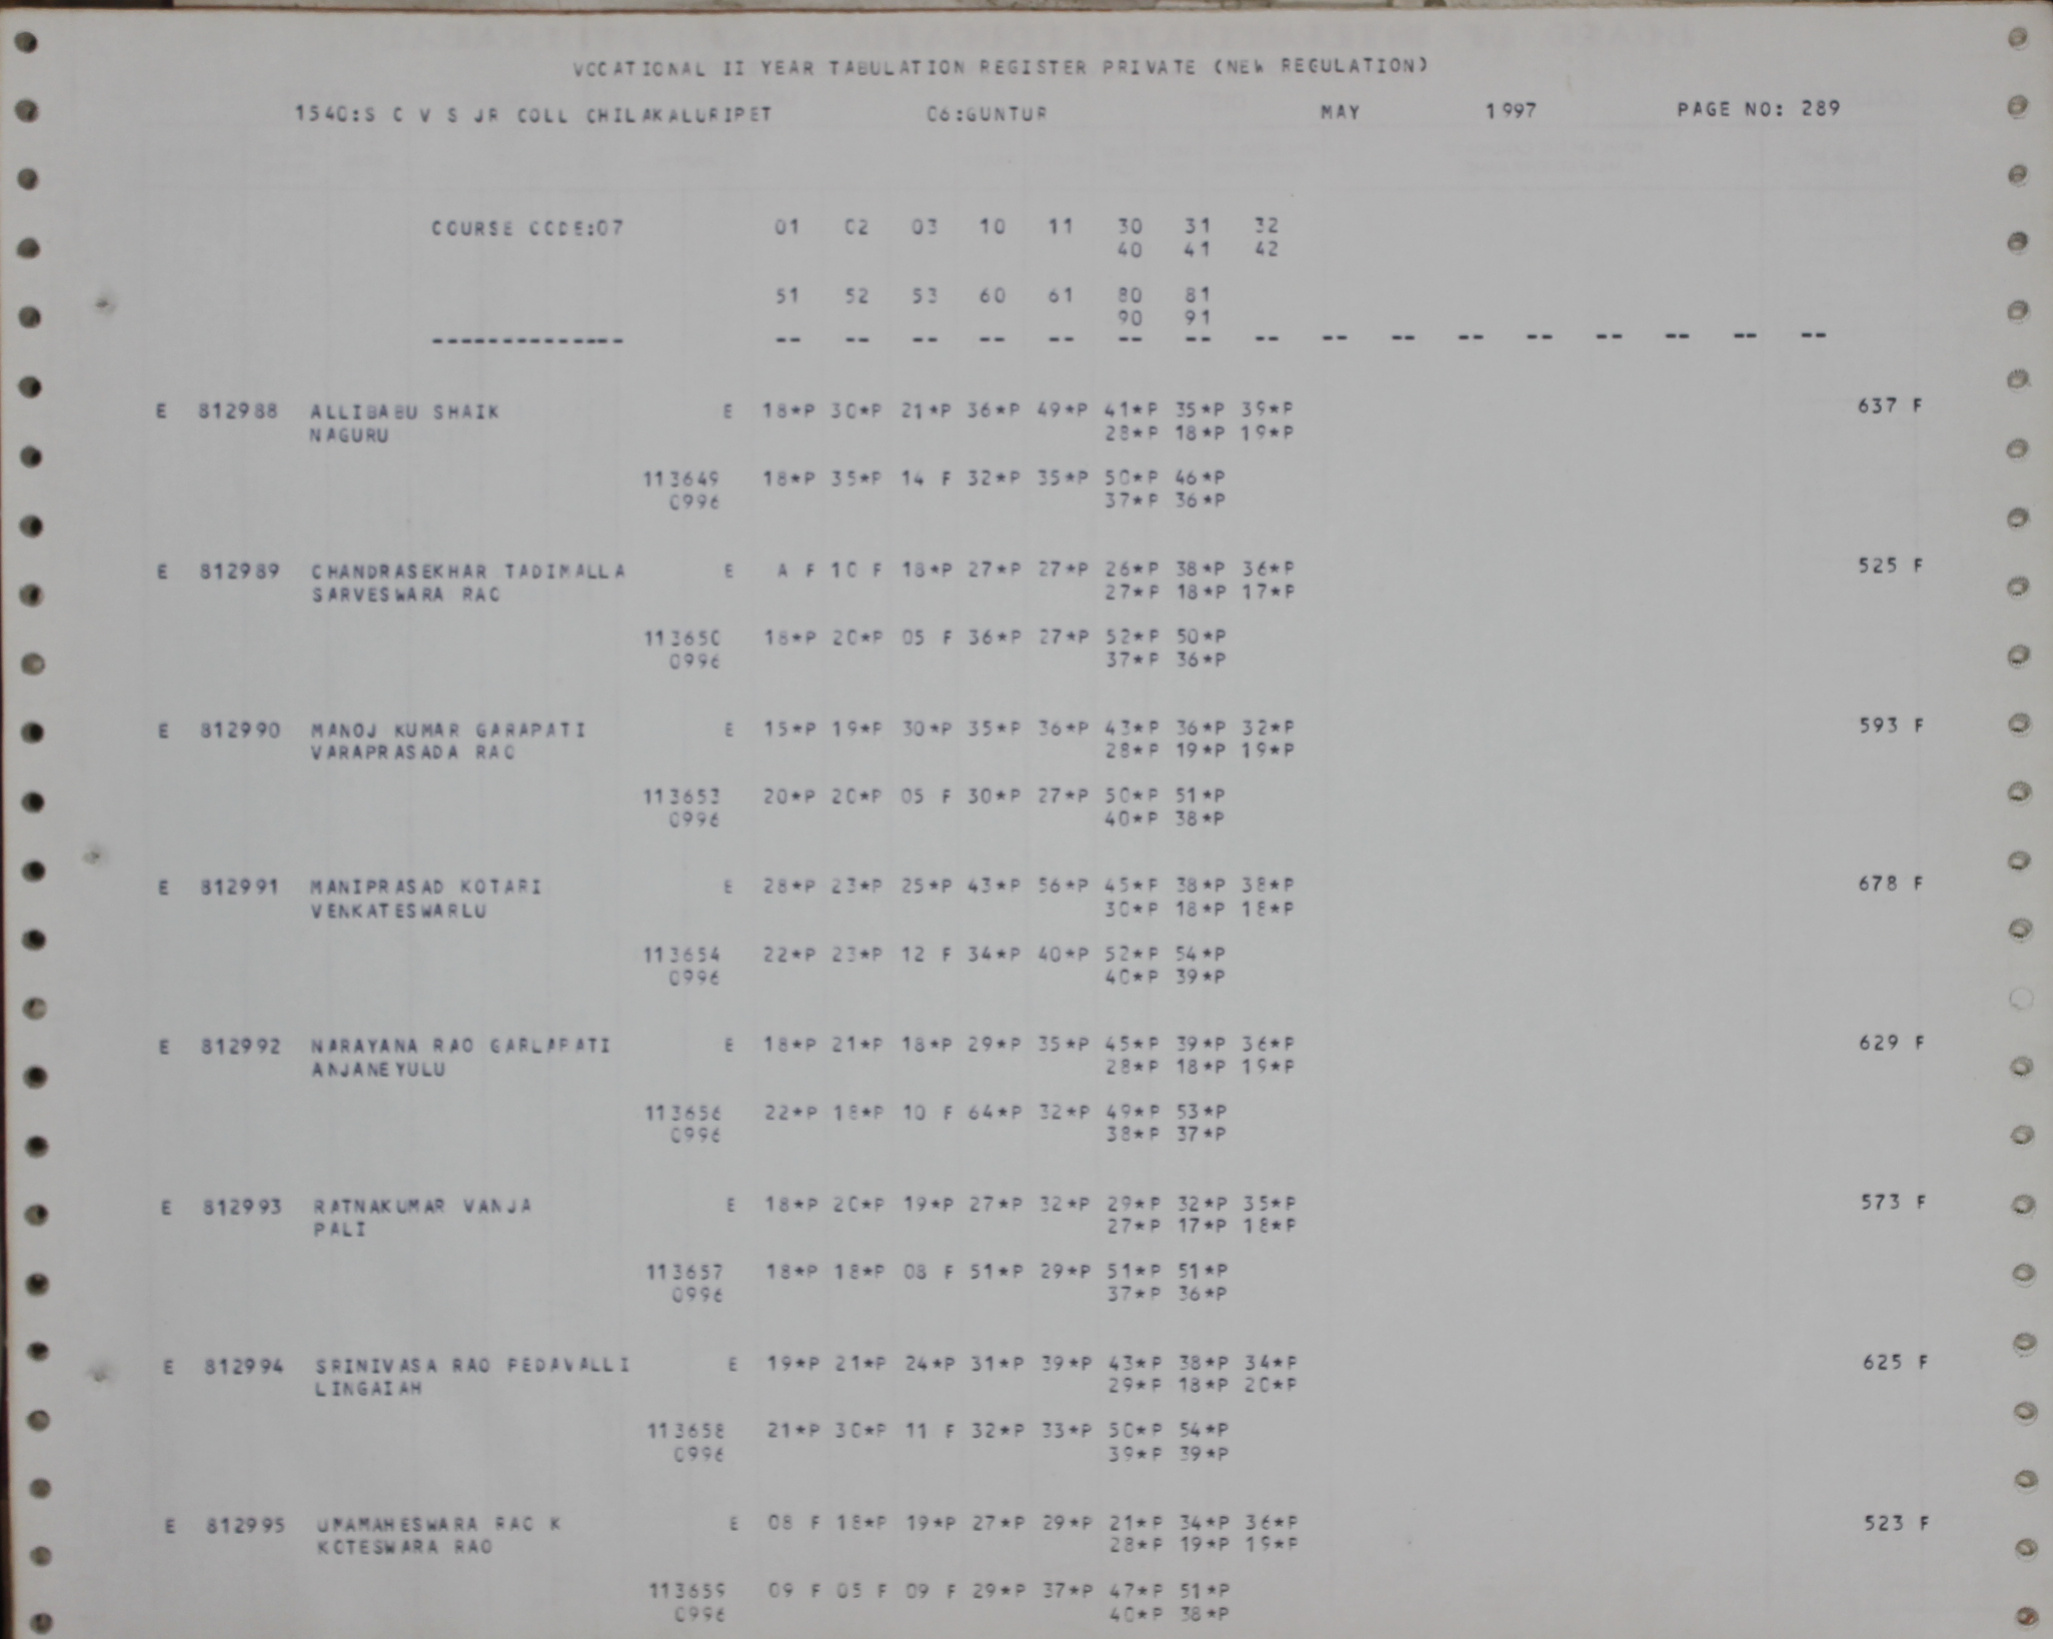 VOCATIONAL II YEAR TABULATION REGISTER PRIVATE (NEW REGULATION)
1540:S C V S JR COLL CHILAKALURIPET 06:GUNTUR MAY 1997 PAGE NO: 289
COURSE CODE:07 01 02 03 10 11 30 31 32
40 41 42
51 52 53 60 61 80 81
90 91
-------------- -- -- -- -- -- -- -- -- -- -- -- -- -- -- -- --
E 812988 ALLIBABU SHAIK E 18*P 30*P 21*P 36*P 49*P 41*P 35*P 39*P 637 F
NAGURU 28*P 18*P 19*P
113649 18*P 35*P 14 F 32*P 35*P 50*P 46*P
0996 37*P 36*P
E 812989 CHANDRASEKHAR TADIMALLA E A F 10 F 18*P 27*P 27*P 26*P 38*P 36*P 525 F
SARVESWARA RAO 27*P 18*P 17*P
113650 18*P 20*P 05 F 36*P 27*P 52*P 50*P
0996 37*P 36*P
E 812990 MANOJ KUMAR GARAPATI E 15*P 19*P 30*P 35*P 36*P 43*P 36*P 32*P 593 F
VARAPRASADA RAO 28*P 19*P 19*P
113653 20*P 20*P 05 F 30*P 27*P 50*P 51*P
0996 40*P 38*P
E 812991 MANIPRASAD KOTARI E 28*P 23*P 25*P 43*P 56*P 45*P 38*P 38*P 678 F
VENKATESWARLU 30*P 18*P 18*P
113654 22*P 23*P 12 F 34*P 40*P 52*P 54*P
0996 40*P 39*P
E 812992 NARAYANA RAO GARLAPATI E 18*P 21*P 18*P 29*P 35*P 45*P 39*P 36*P 629 F
ANJANEYULU 28*P 18*P 19*P
113656 22*P 18*P 10 F 64*P 32*P 49*P 53*P
0996 38*P 37*P
E 812993 RATNAKUMAR VANJA E 18*P 20*P 19*P 27*P 32*P 29*P 32*P 35*P 573 F
PALI 27*P 17*P 18*P
113657 18*P 18*P 08 F 51*P 29*P 51*P 51*P
0996 37*P 36*P
E 812994 SRINIVASA RAO PEDAVALLI E 19*P 21*P 24*P 31*P 39*P 43*P 38*P 34*P 625 F
LINGAIAH 29*P 18*P 20*P
113658 21*P 30*P 11 F 32*P 33*P 50*P 54*P
0996 39*P 39*P
E 812995 UMAMAHESWARA RAO K E 08 F 18*P 19*P 27*P 29*P 21*P 34*P 36*P 523 F
KOTESWARA RAO 28*P 19*P 19*P
113659 09 F 05 F 09 F 29*P 37*P 47*P 51*P
0996 40*P 38*P